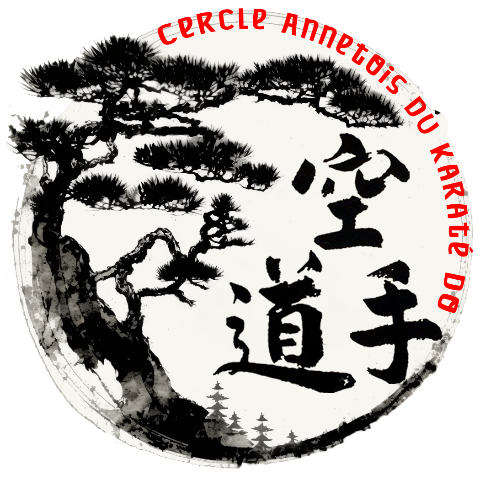 CERCLE ANNETOIS DU KARATÉ DO
空
手
道